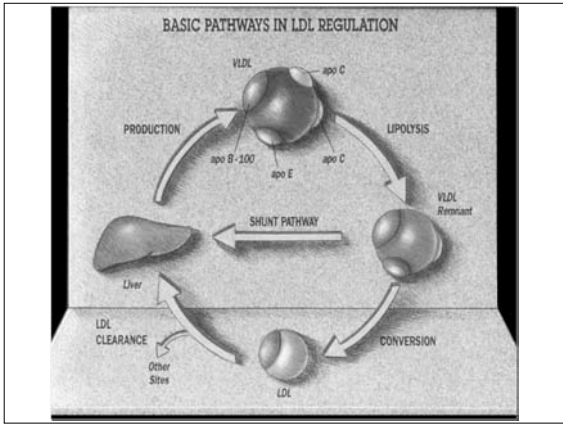 BASIC PATHWAYS IN LDL REGULATION
VLDL
apo C
PRODUCTION
LIPOLYSIS
apo B-100
apo E
apo C
VLDL
Remnant
SHUNT PATHWAY
Liver
LDL
CLEARANCE
Other
Sites
CONVERSION
LDL